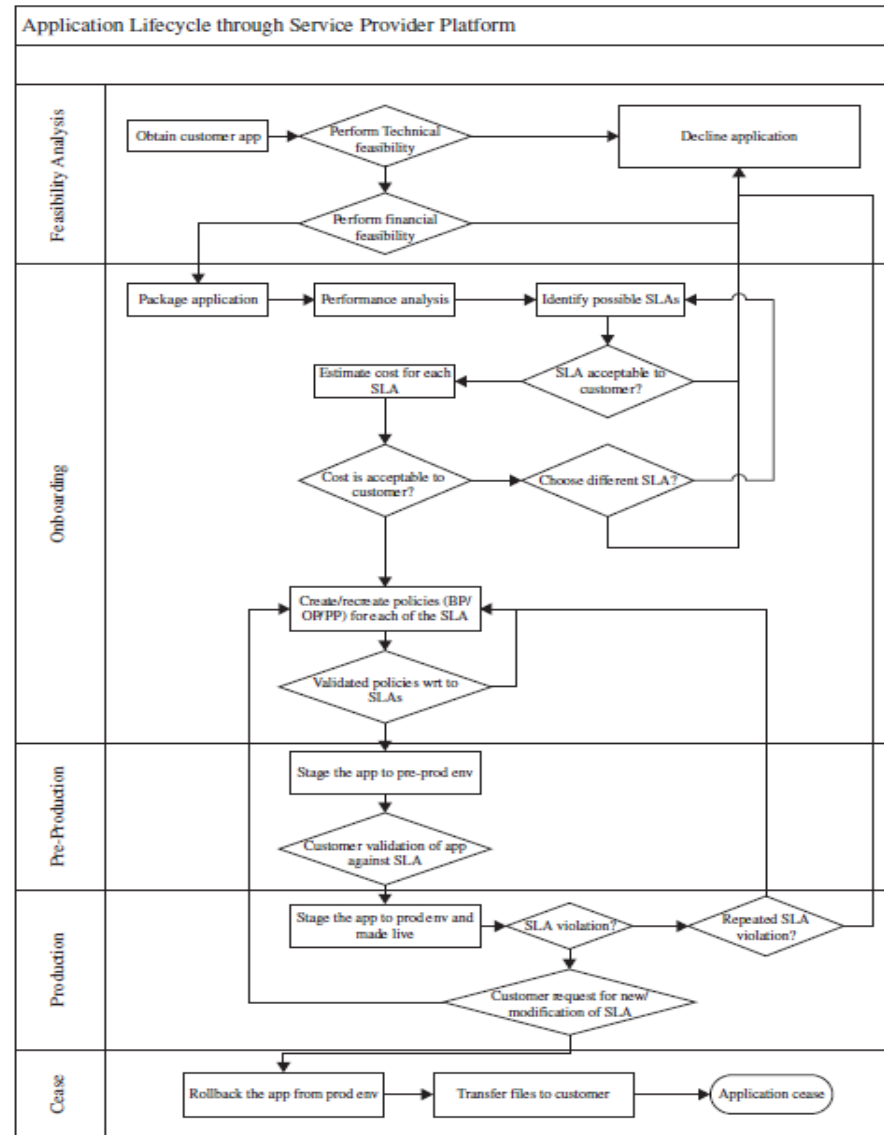 Application Lifecycle through Service Provider Platform
Feasibility Analysis
Obtain customer app
Perform Technical
feasibility
Decline application
Perform financial
feasibility
Onboarding
Package application
Performance analysis
Identify possible SLAs
Estimate cost for each
SLA
SLA acceptable to
customer?
Cost is acceptable to
customer?
Choose different SLA?
Create/recreate policies (BP/
OP/PP) for each of the SLA
Validated policies wrt to
SLAs
Pre-Production
Stage the app to pre-prod env
Customer validation of app
against SLA
Production
Stage the app to prod env and
made live
SLA violation?
Repeated SLA
violation?
Customer request for new/
modification of SLA
Cease
Rollback the app from prod env
Transfer files to customer
Application cease